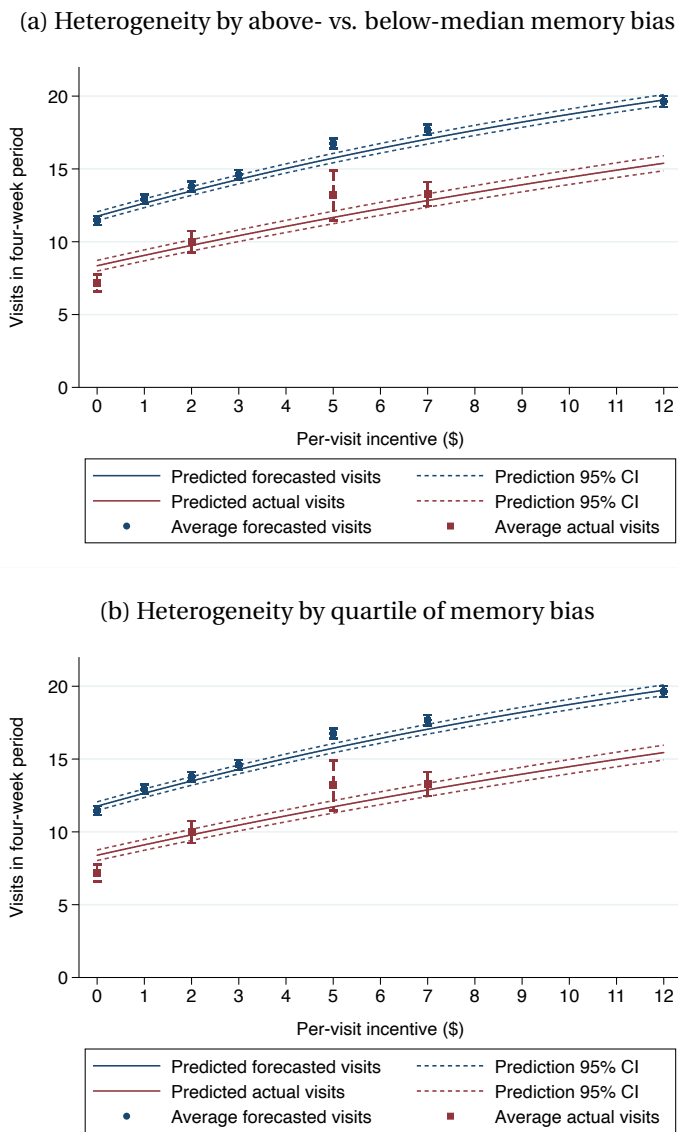 (a) Heterogeneity by above- vs. below-median memory bias
20
15
10
5
0
Visits in four-week period
0 1 2 3 4 5 6 7 8 9 10 11 12
Per-visit incentive ($)
Predicted forecasted visits Prediction 95% CI
Predicted actual visits Prediction 95% CI
Average forecasted visits Average actual visits
(b) Heterogeneity by quartile of memory bias
20
15
10
5
0
Visits in four-week period
0 1 2 3 4 5 6 7 8 9 10 11 12
Per-visit incentive ($)
Predicted forecasted visits Prediction 95% CI
Predicted actual visits Prediction 95% CI
Average forecasted visits Average actual visits